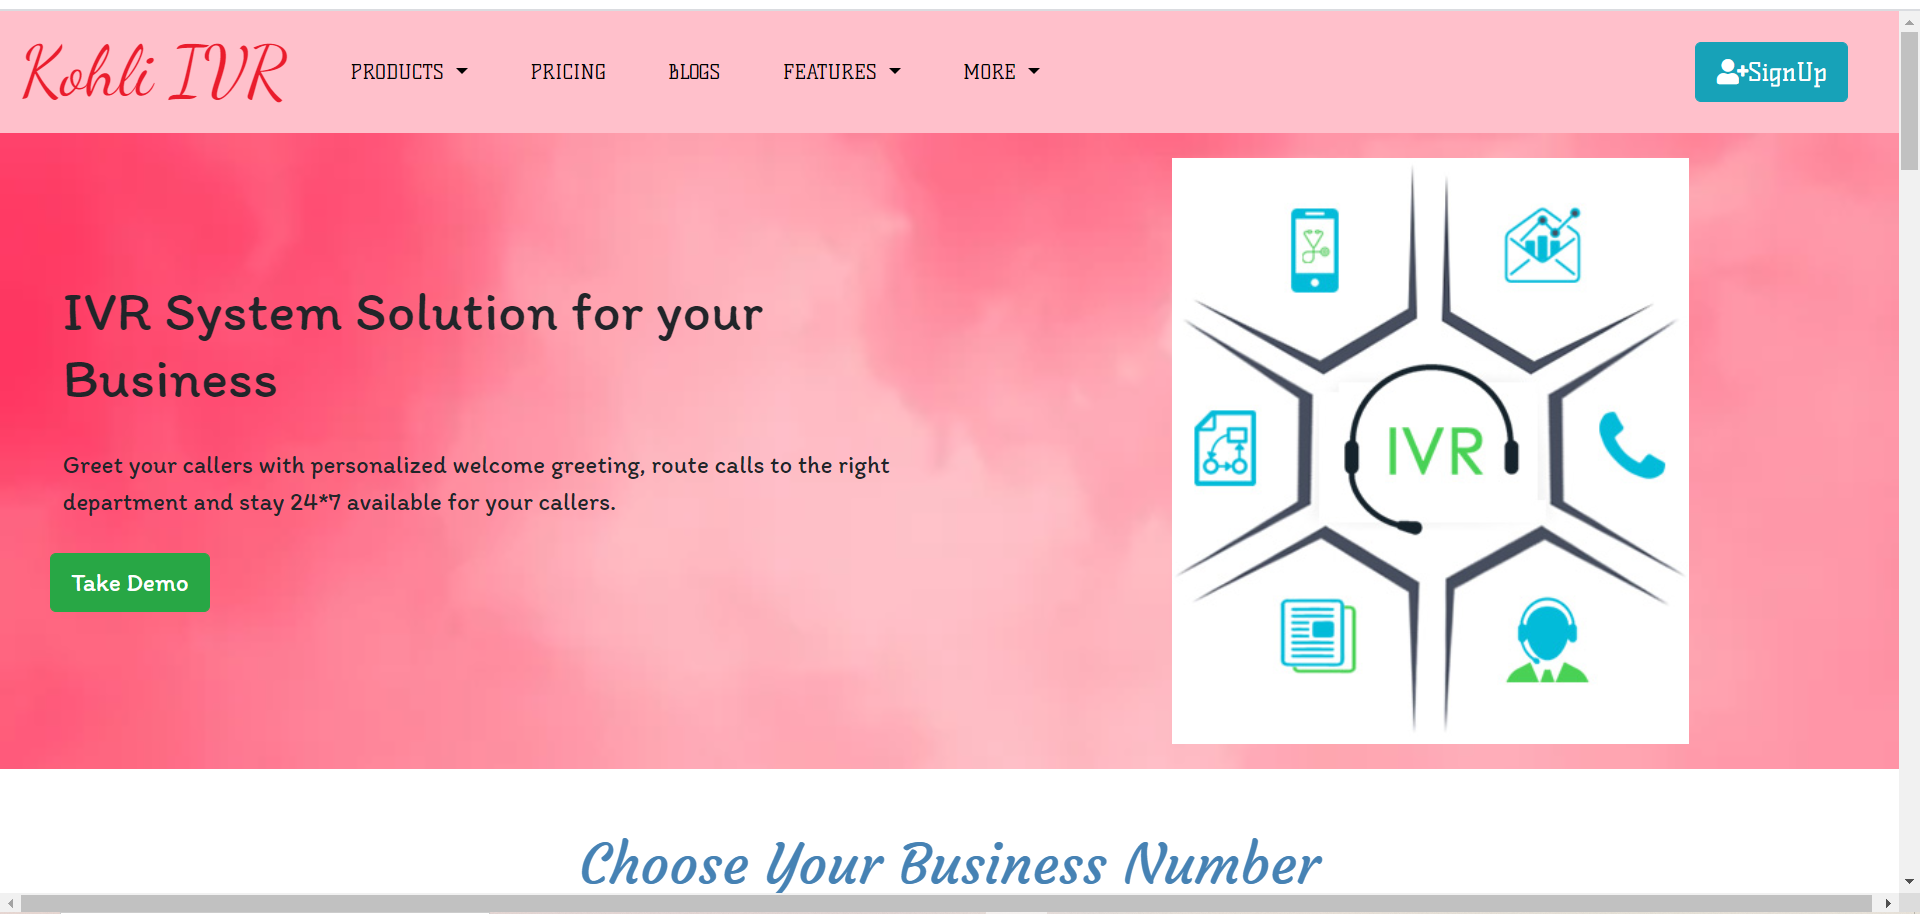 Kohli IVR
PRODUCTS
PRICING
BLOGS
FEATURES
MORE
SignUp
IVR System Solution for your
Business
Greet your callers with personalized welcome greeting, route calls to the right
department and stay 24*7 available for your callers.
Take Demo
IVR
Choose Your Business Number